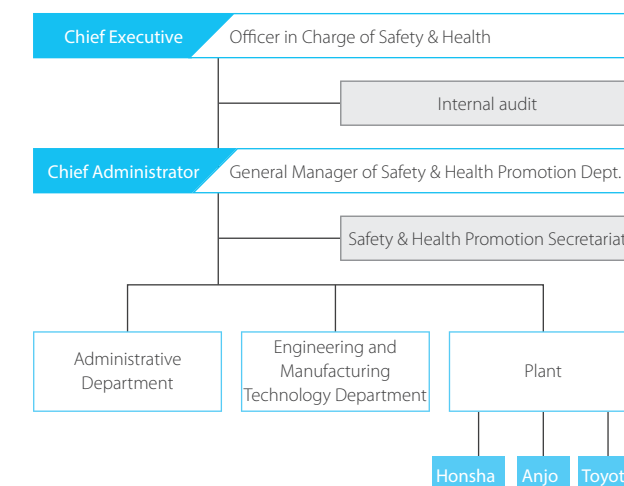 Chief Executive Officer in Charge of Safety & Health
Internal audit
Chief Administrator General Manager of Safety & Health Promotion Dept.
Safety & Health Promotion Secretariat
Administrative
Department
Engineering and
Manufacturing
Technology Department
Plant
Honsha Anjo Toyot